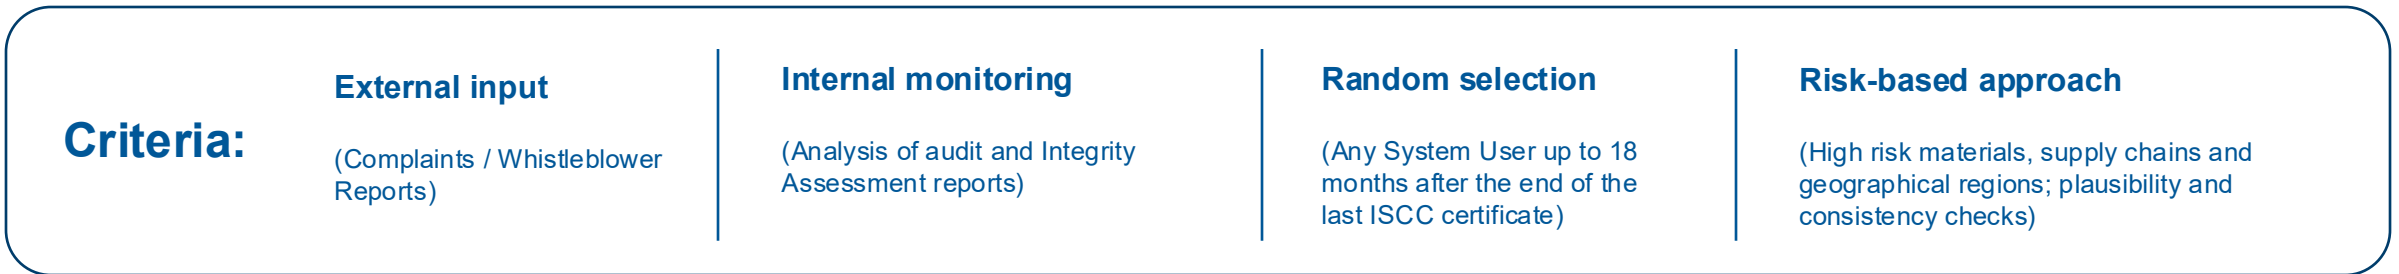 Criteria:
External input
(Complaints / Whistleblower
Reports)
Internal monitoring
(Analysis of audit and Integrity
Assessment reports)
Random selection
(Any System User up to 18
months after the end of the
last ISCC certificate)
Risk-based approach
(High risk materials, supply chains and
geographical regions; plausibility and
consistency checks)